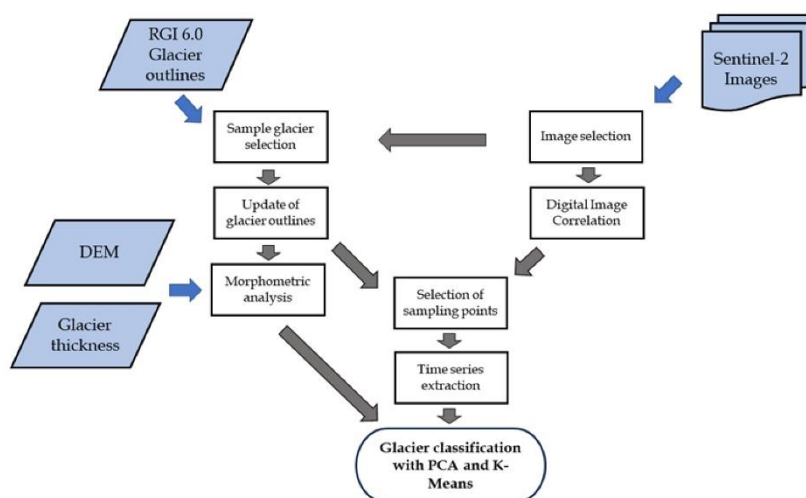 RGI 6.0
Glacier
outlines
Sentinel-2
Images
Sample glacier
selection
Image selection
Update of
glacier outlines
Digital Image
Correlation
DEM
Morphometric
analysis
Selection of
sampling points
Glacier
thickness
Time series
extraction
Glacier classification
with PCA and K-
Means